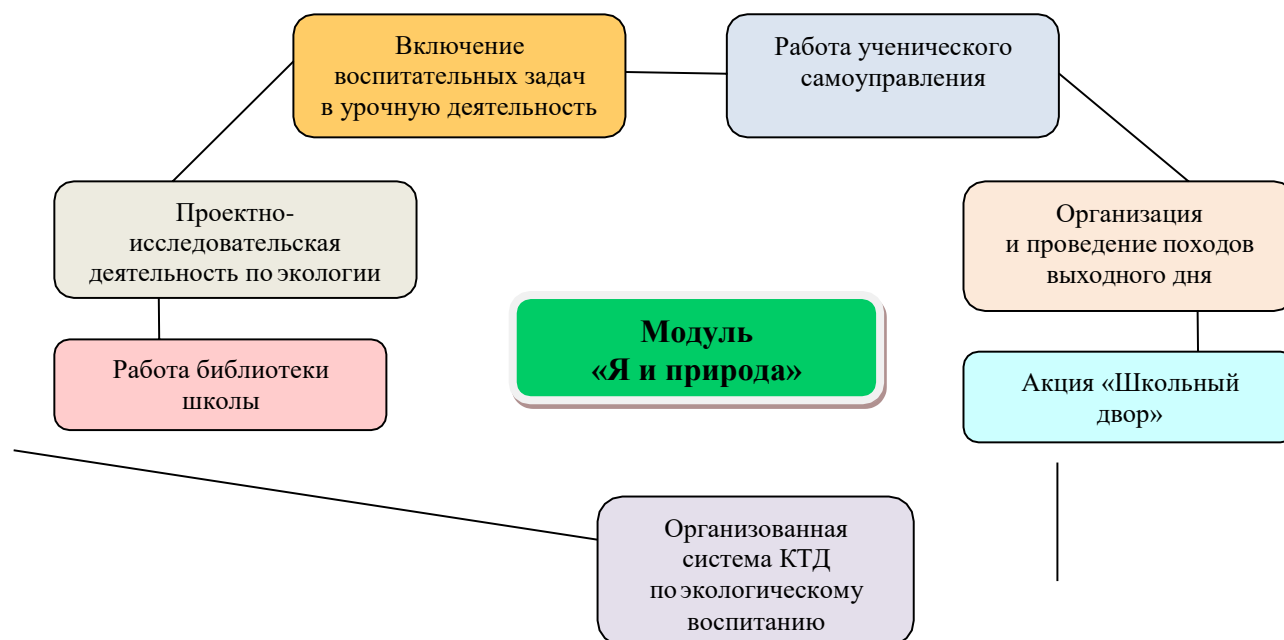 Включение
воспитательных задач
в урочную деятельность
Работа ученического
самоуправления
Проектно-
исследовательская
деятельность по экологии
Организация
и проведение походов
выходного дня
Модуль
«Я и природа»
Работа библиотеки
школы
Акция «Школьный
двор»
Организованная
система КТД
по экологическому
воспитанию